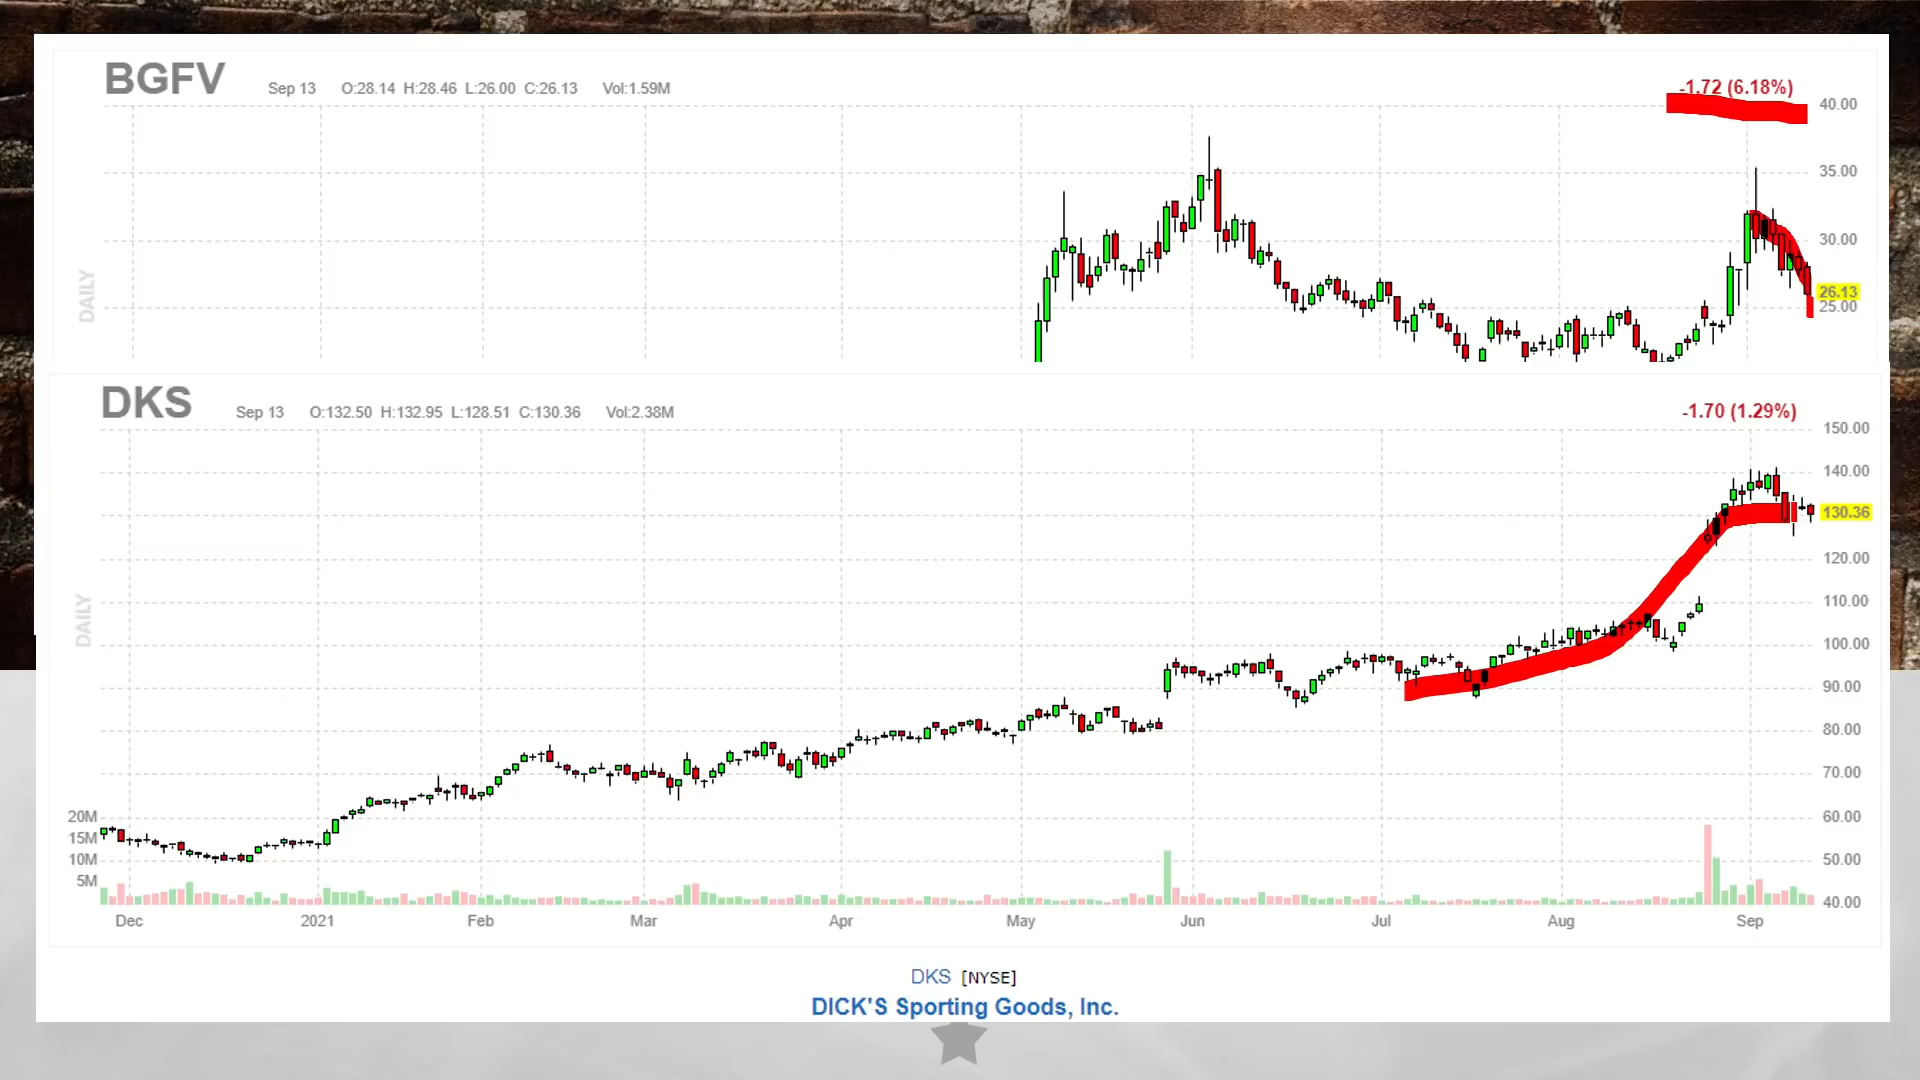 BGFV Sep 13 O:28.14 H:28.46 L:26.00 C:26.13 Vol:1.59M -1.72 (6.18%)
40.00
35.00
30.00
26.13
25.00
DAILY
DKS Sep 13 O:132.50 H:132.95 L:128.51 C:130.36 Vol:2.38M -1.70 (1.29%)
150.00
140.00
130.36
120.00
110.00
100.00
90.00
80.00
70.00
60.00
50.00
40.00
DAILY
20M
15M
10M
5M
Dec 2021 Feb Mar Apr May Jun Jul Aug Sep
DKS [NYSE]
DICK'S Sporting Goods, Inc.